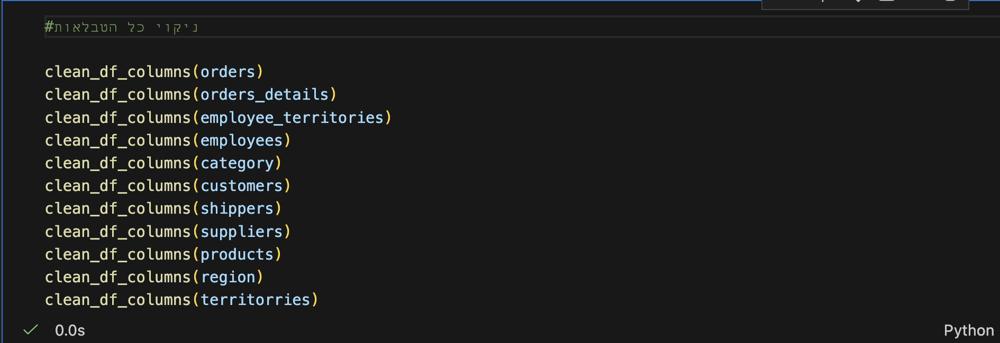 #ניקוי כל הטבלאות
clean_df_columns(orders)
clean_df_columns(orders_details)
clean_df_columns(employee_territories)
clean_df_columns(employees)
clean_df_columns(category)
clean_df_columns(customers)
clean_df_columns(shippers)
clean_df_columns(suppliers)
clean_df_columns(products)
clean_df_columns(region)
clean_df_columns(territorries)
0.0s
Python